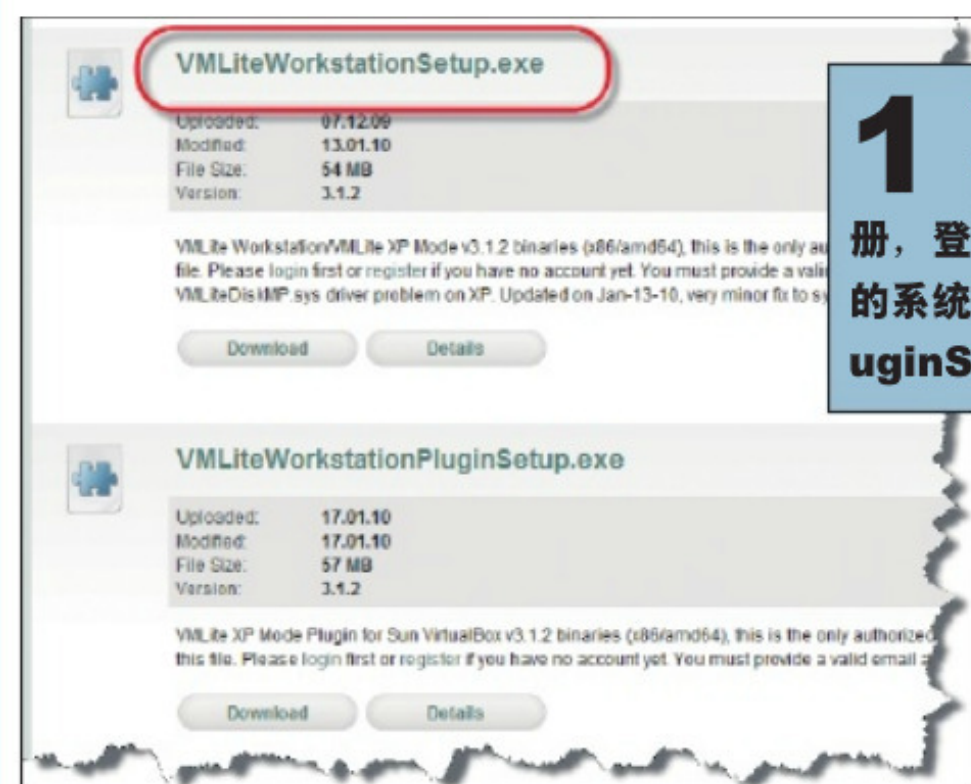 VMLiteWorkstationSetup.exe
Uploaded: 07.12.09
Modified: 13.01.10
File Size: 54 MB
Version: 3.1.2
VMLite Workstation/VMLite XP Mode v3.1.2 binaries (x86/amd64), this is the only au
file. Please login first or register if you have no account yet. You must provide a vali
VMLiteDiskMP.sys driver problem on XP. Updated on Jan-13-10, very minor fix to sy
Download Details
1
册，登
的系统
uginS
VMLiteWorkstationPluginSetup.exe
Uploaded: 17.01.10
Modified: 17.01.10
File Size: 57 MB
Version: 3.1.2
VMLite XP Mode Plugin for Sun VirtualBox v3.1.2 binaries (x86/amd64), this is the only authorized
this file. Please login first or register if you have no account yet. You must provide a valid email a
Download Details